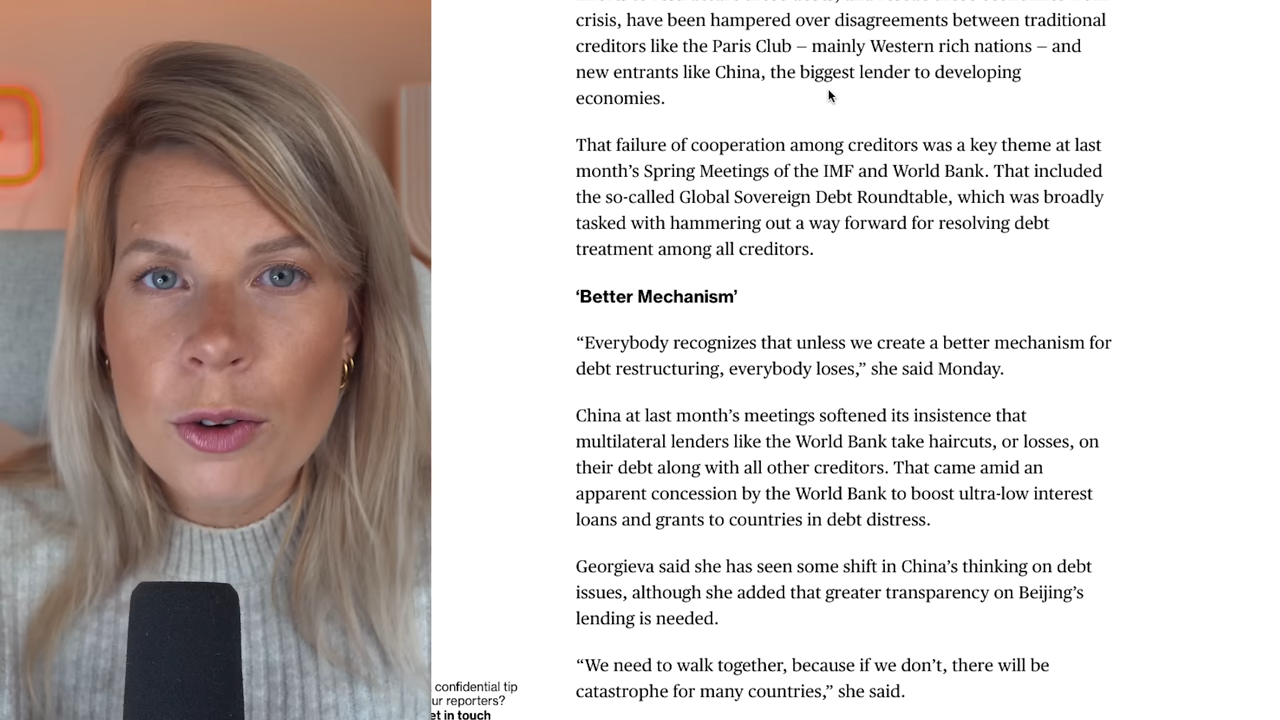 crisis, have been hampered over disagreements between traditional
creditors like the Paris Club – mainly Western rich nations – and
new entrants like China, the biggest lender to developing
economies.
That failure of cooperation among creditors was a key theme at last
month’s Spring Meetings of the IMF and World Bank. That included
the so-called Global Sovereign Debt Roundtable, which was broadly
tasked with hammering out a way forward for resolving debt
treatment among all creditors.
‘Better Mechanism’
“Everybody recognizes that unless we create a better mechanism for
debt restructuring, everybody loses,” she said Monday.
China at last month’s meetings softened its insistence that
multilateral lenders like the World Bank take haircuts, or losses, on
their debt along with all other creditors. That came amid an
apparent concession by the World Bank to boost ultra-low interest
loans and grants to countries in debt distress.
Georgieva said she has seen some shift in China’s thinking on debt
issues, although she added that greater transparency on Beijing’s
lending is needed.
“We need to walk together, because if we don’t, there will be
catastrophe for many countries,” she said.
confidential tip
ur reporters?
et in touch